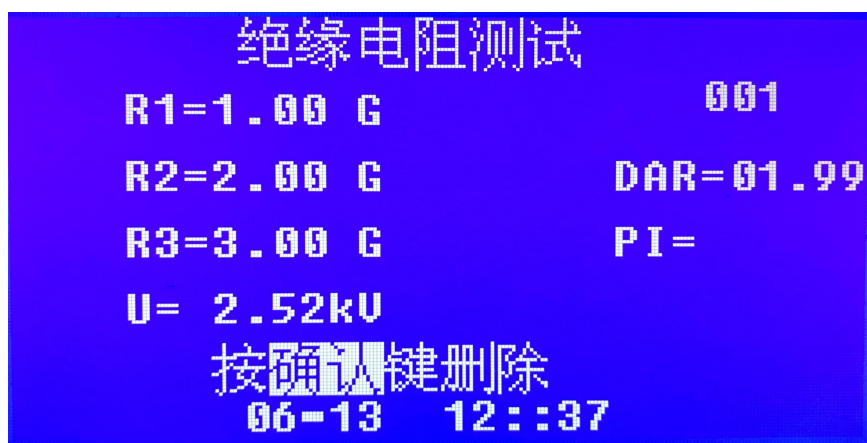 绝缘电阻测试
001
R1=1.00 G
R2=2.00 G DAR=01.99
R3=3.00 G PI=
U= 2.52kV
按确认键删除
06-13 12::37